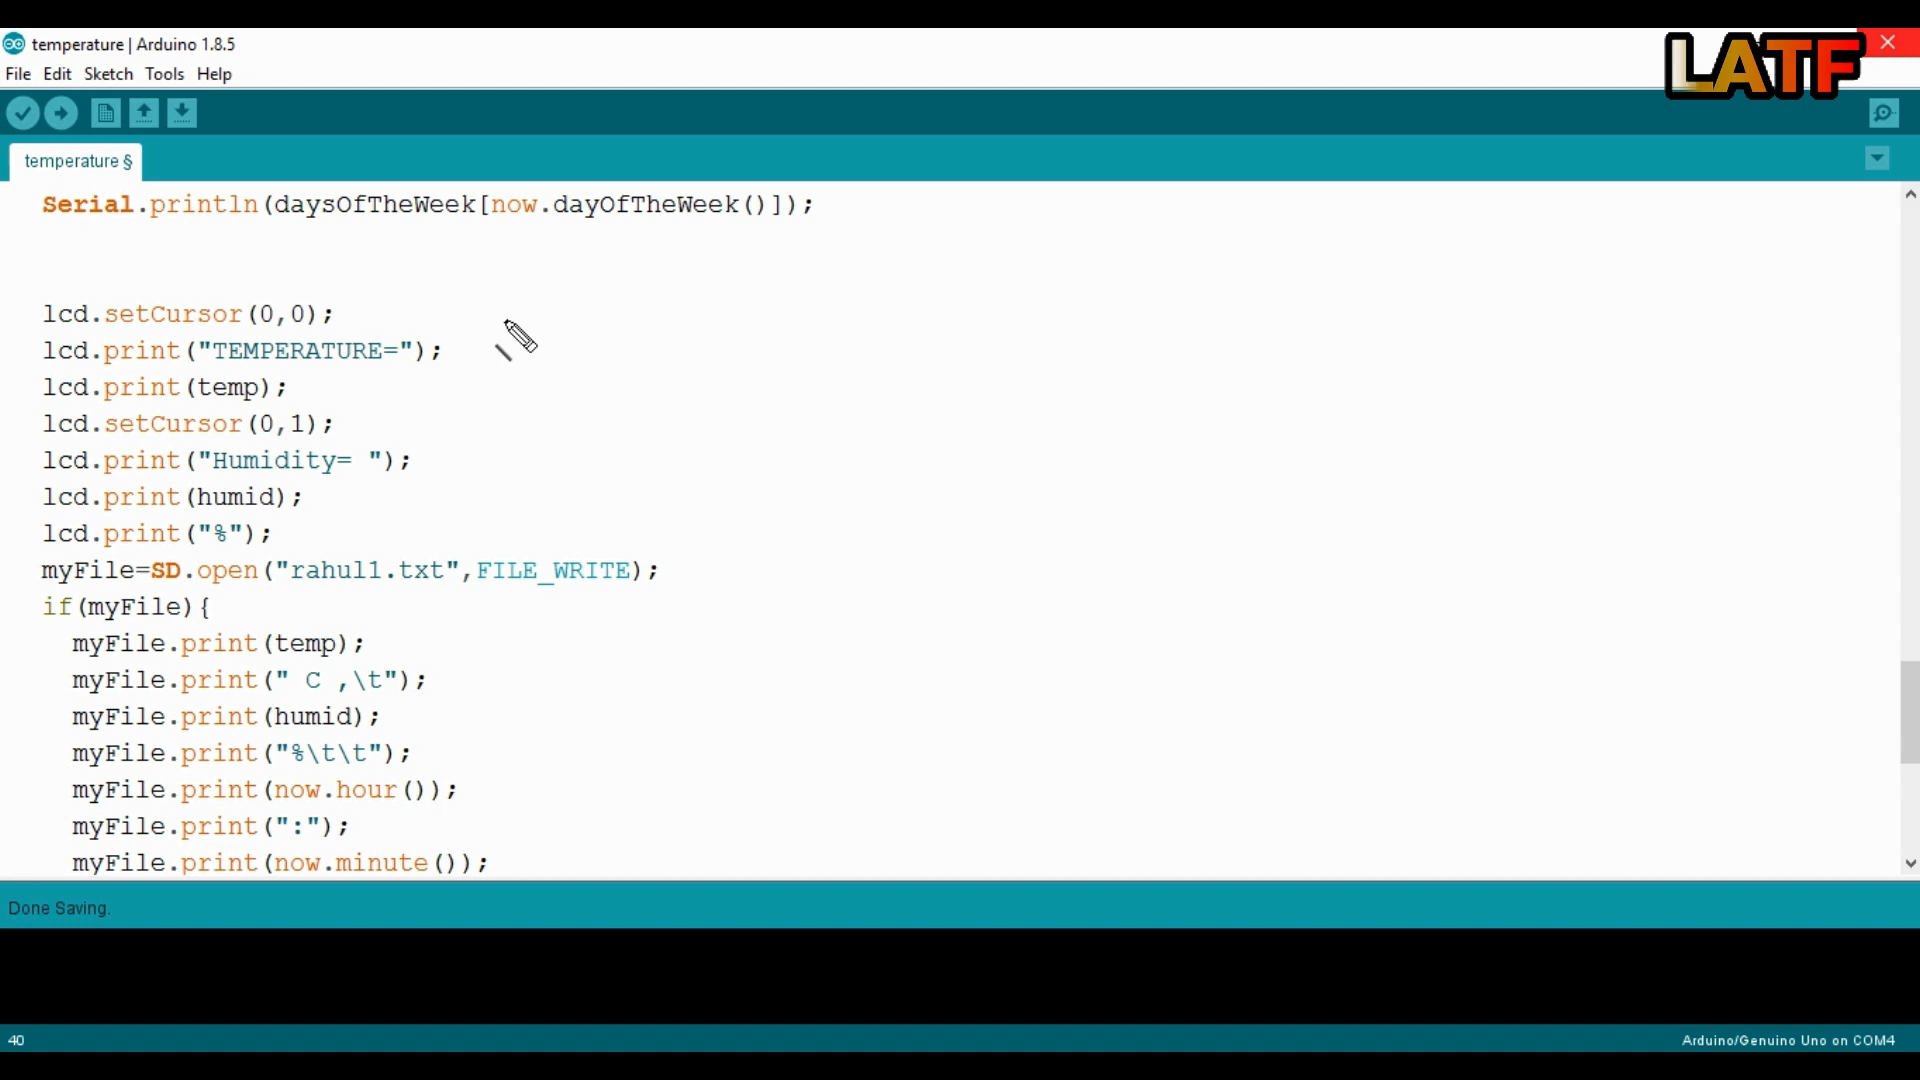 temperature | Arduino 1.8.5
LATF
File Edit Sketch Tools Help
temperature §
Serial.println(daysOfTheWeek[now.dayOfTheWeek()]);
lcd.setCursor(0,0);
lcd.print("TEMPERATURE=");
lcd.print(temp);
lcd.setCursor(0,1);
lcd.print("Humidity= ");
lcd.print(humid);
lcd.print("%");
myFile=SD.open("rahul1.txt",FILE_WRITE);
if(myFile){
myFile.print(temp);
myFile.print(" C ,\t");
myFile.print(humid);
myFile.print("%\t\t");
myFile.print(now.hour());
myFile.print(":");
myFile.print(now.minute());
Done Saving.
40
Arduino/Genuino Uno on COM4